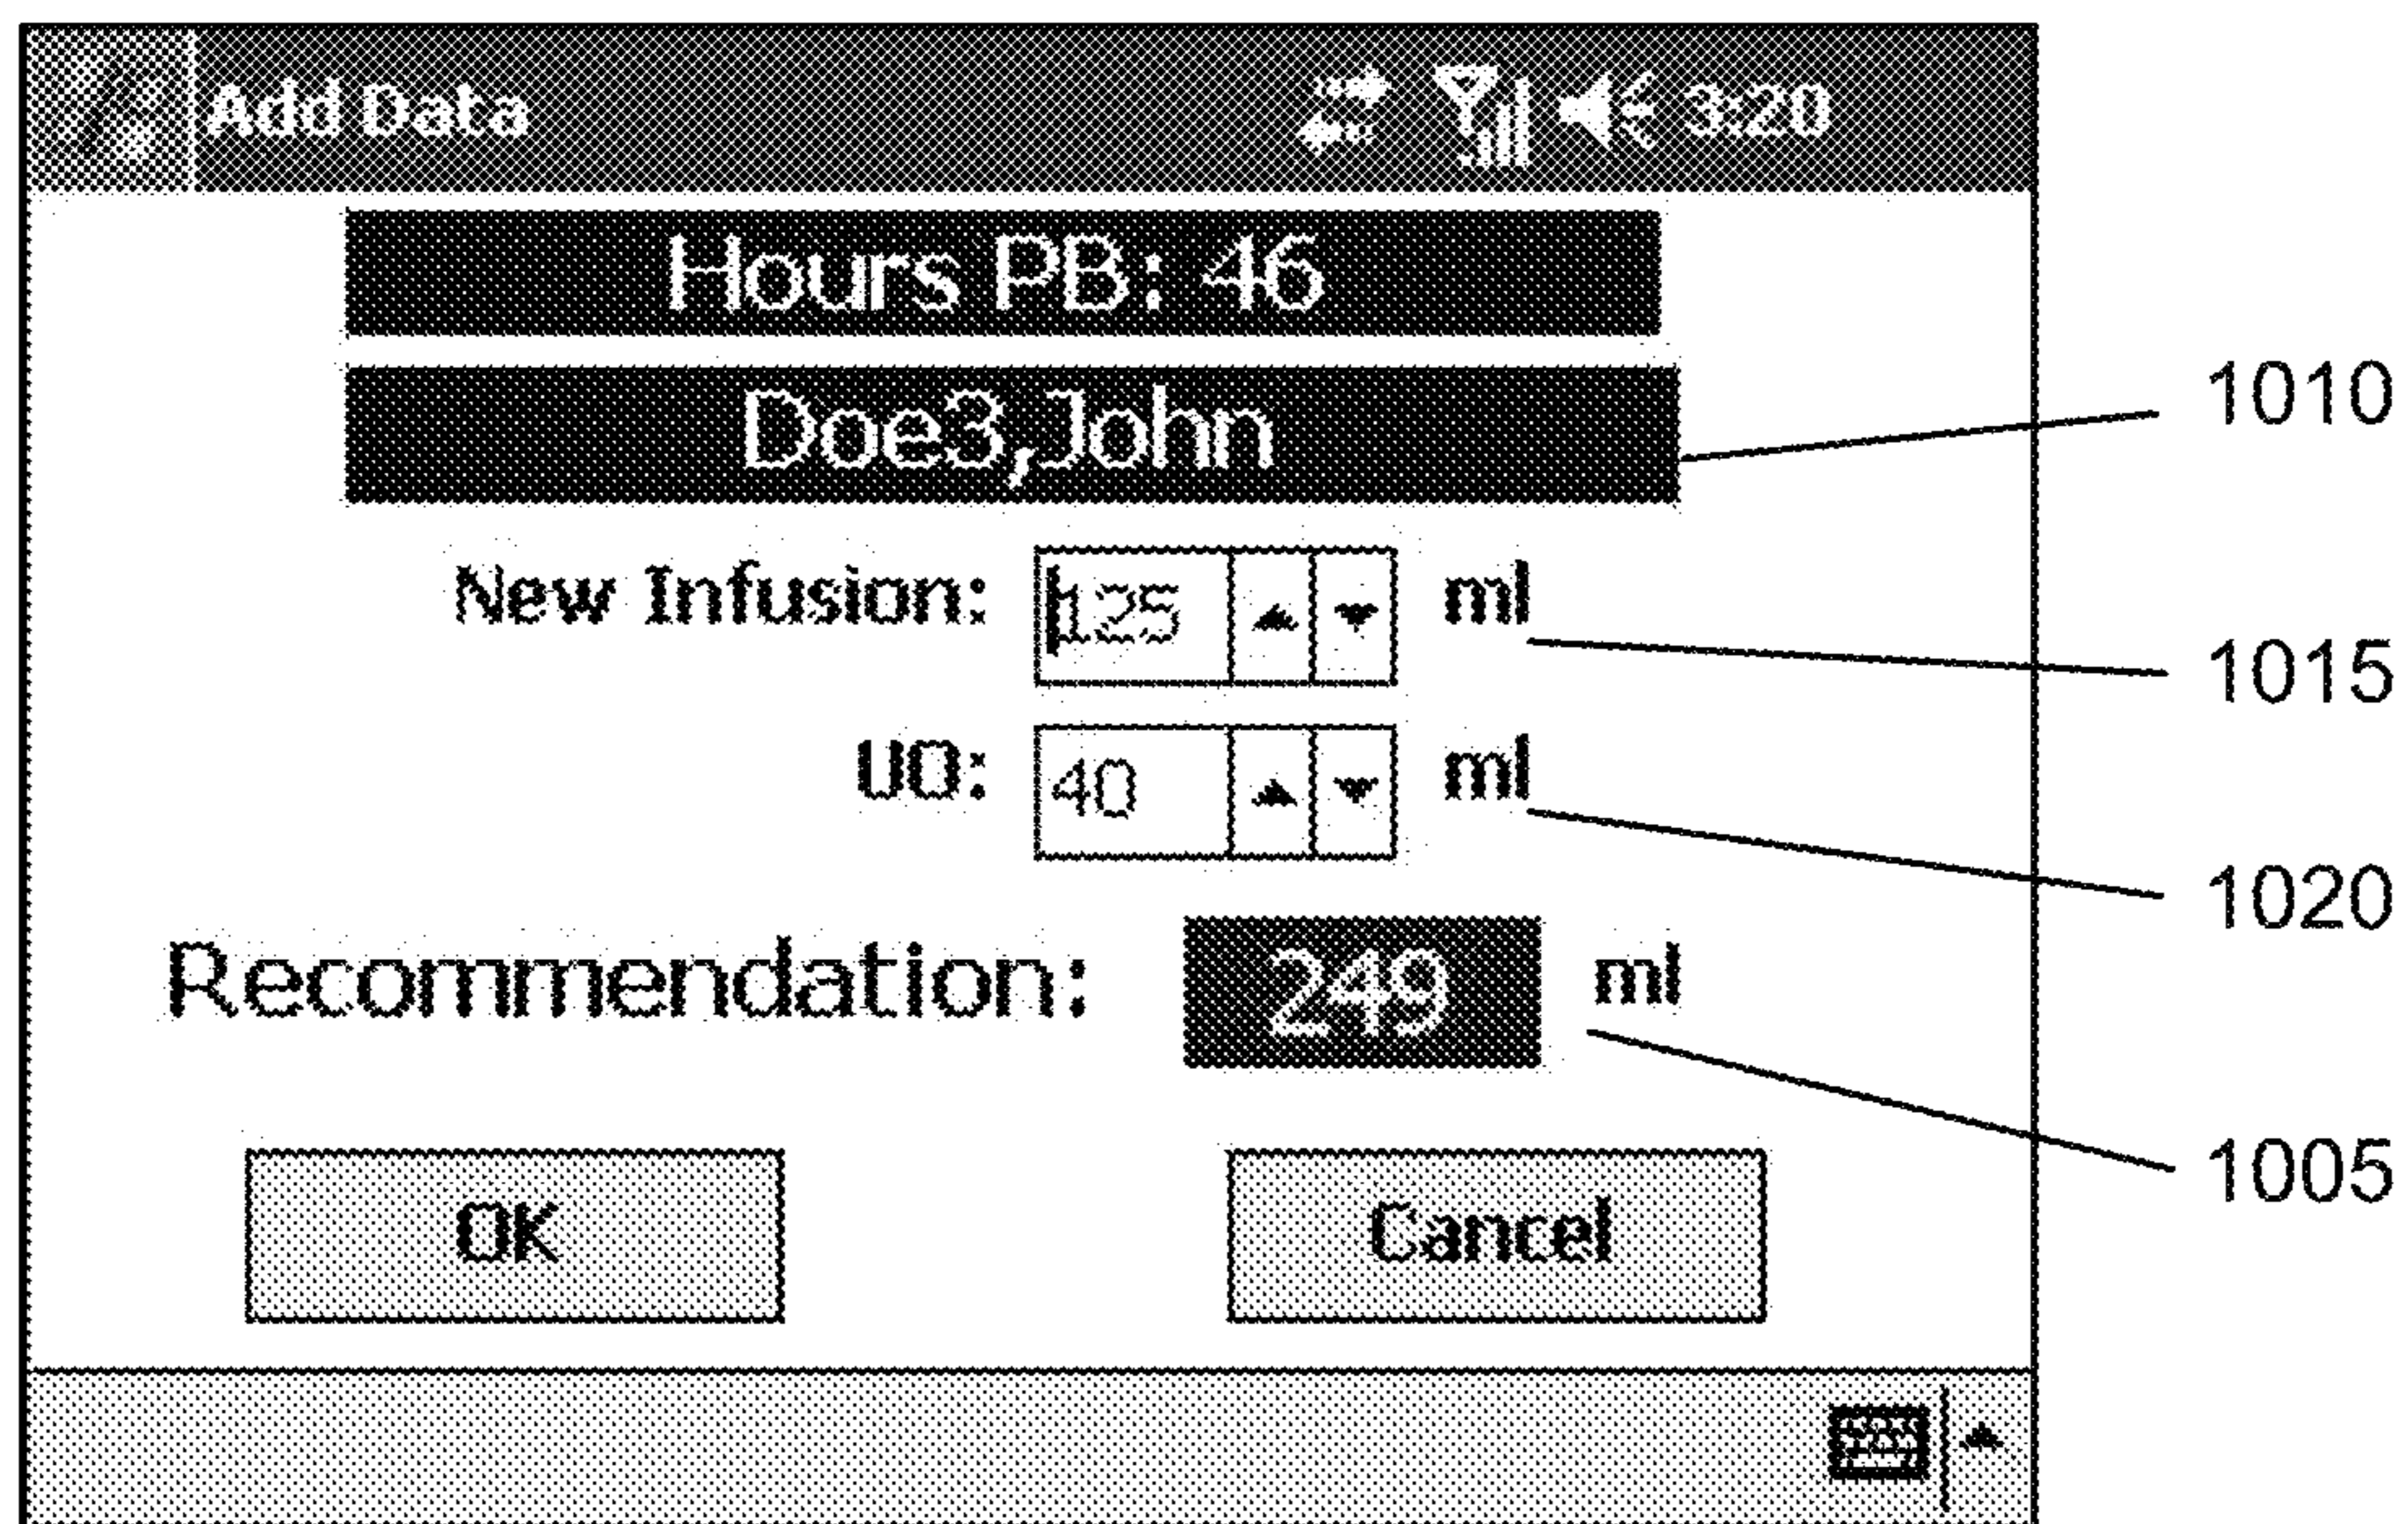 Add Data 3:20
Hours PB: 46
Doe3,John
1010
New Infusion: 125 ml
1015
UO: 40 ml
1020
Recommendation: 249 ml
1005
OK Cancel